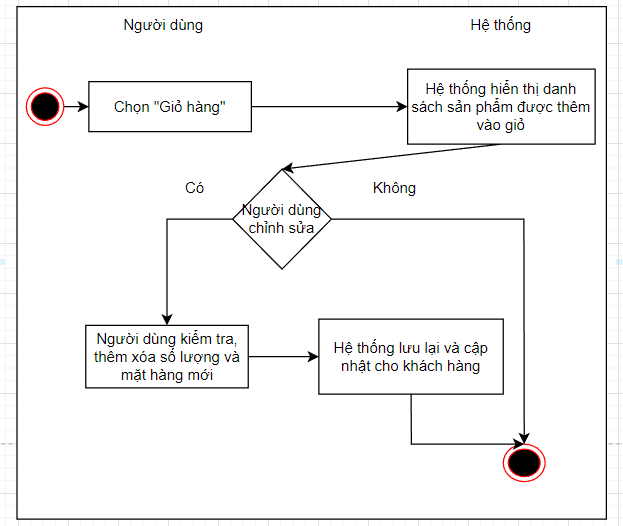 Người dùng
Hệ thống
Chọn "Giỏ hàng"
Hệ thống hiển thị danh
sách sản phẩm được thêm
vào giỏ
Có
Không
Người dùng
chỉnh sửa
Người dùng kiểm tra,
thêm xóa số lượng và
mặt hàng mới
Hệ thống lưu lại và cập
nhật cho khách hàng